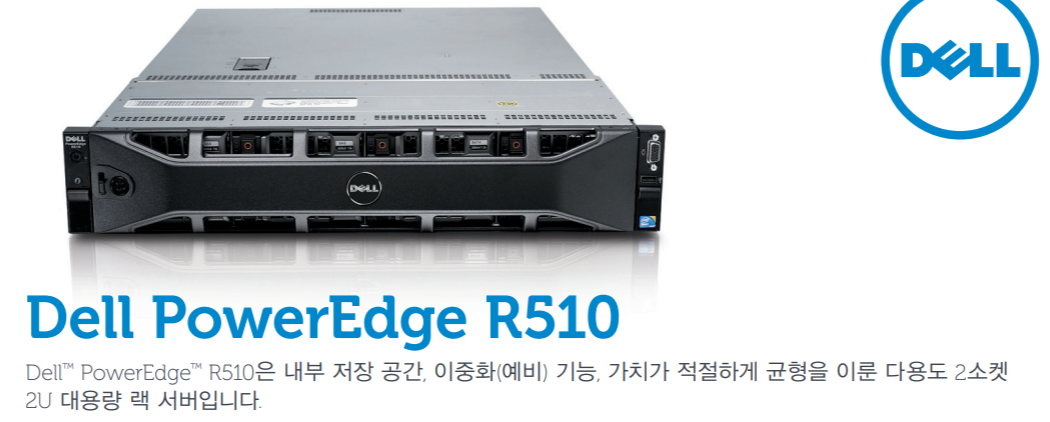 DELL
DELL
DELL
Dell PowerEdge R510
Dell™ PowerEdge™ R510은 내부 저장 공간, 이중화(예비) 기능, 가치가 적절하게 균형을 이룬 다용도 2소켓
2U 대용량 랙 서버입니다.